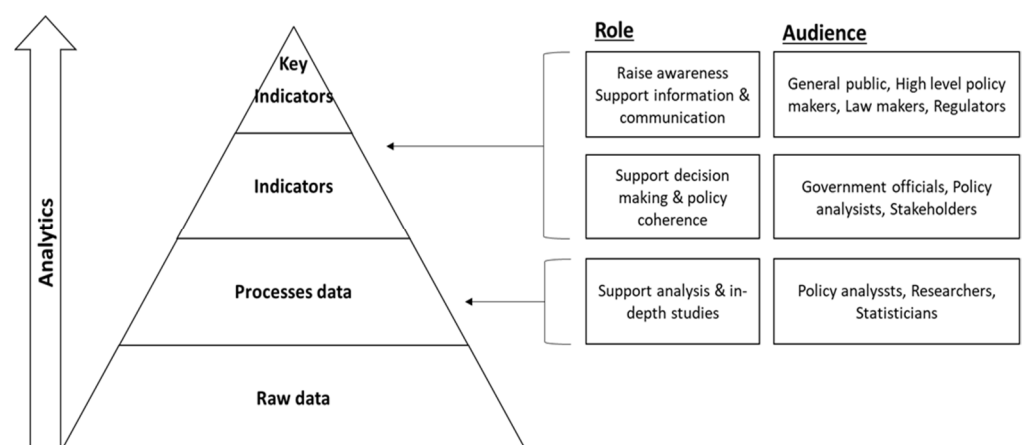 Role
Audience
Key
Indicators
Raise awareness
Support information &
communication
General public, High level policy
makers, Law makers, Regulators
Indicators
Support decision
making & policy
coherence
Government officials, Policy
analysists, Stakeholders
Analytics
Processes data
Support analysis & in-
depth studies
Policy analyssts, Researchers,
Statisticians
Raw data